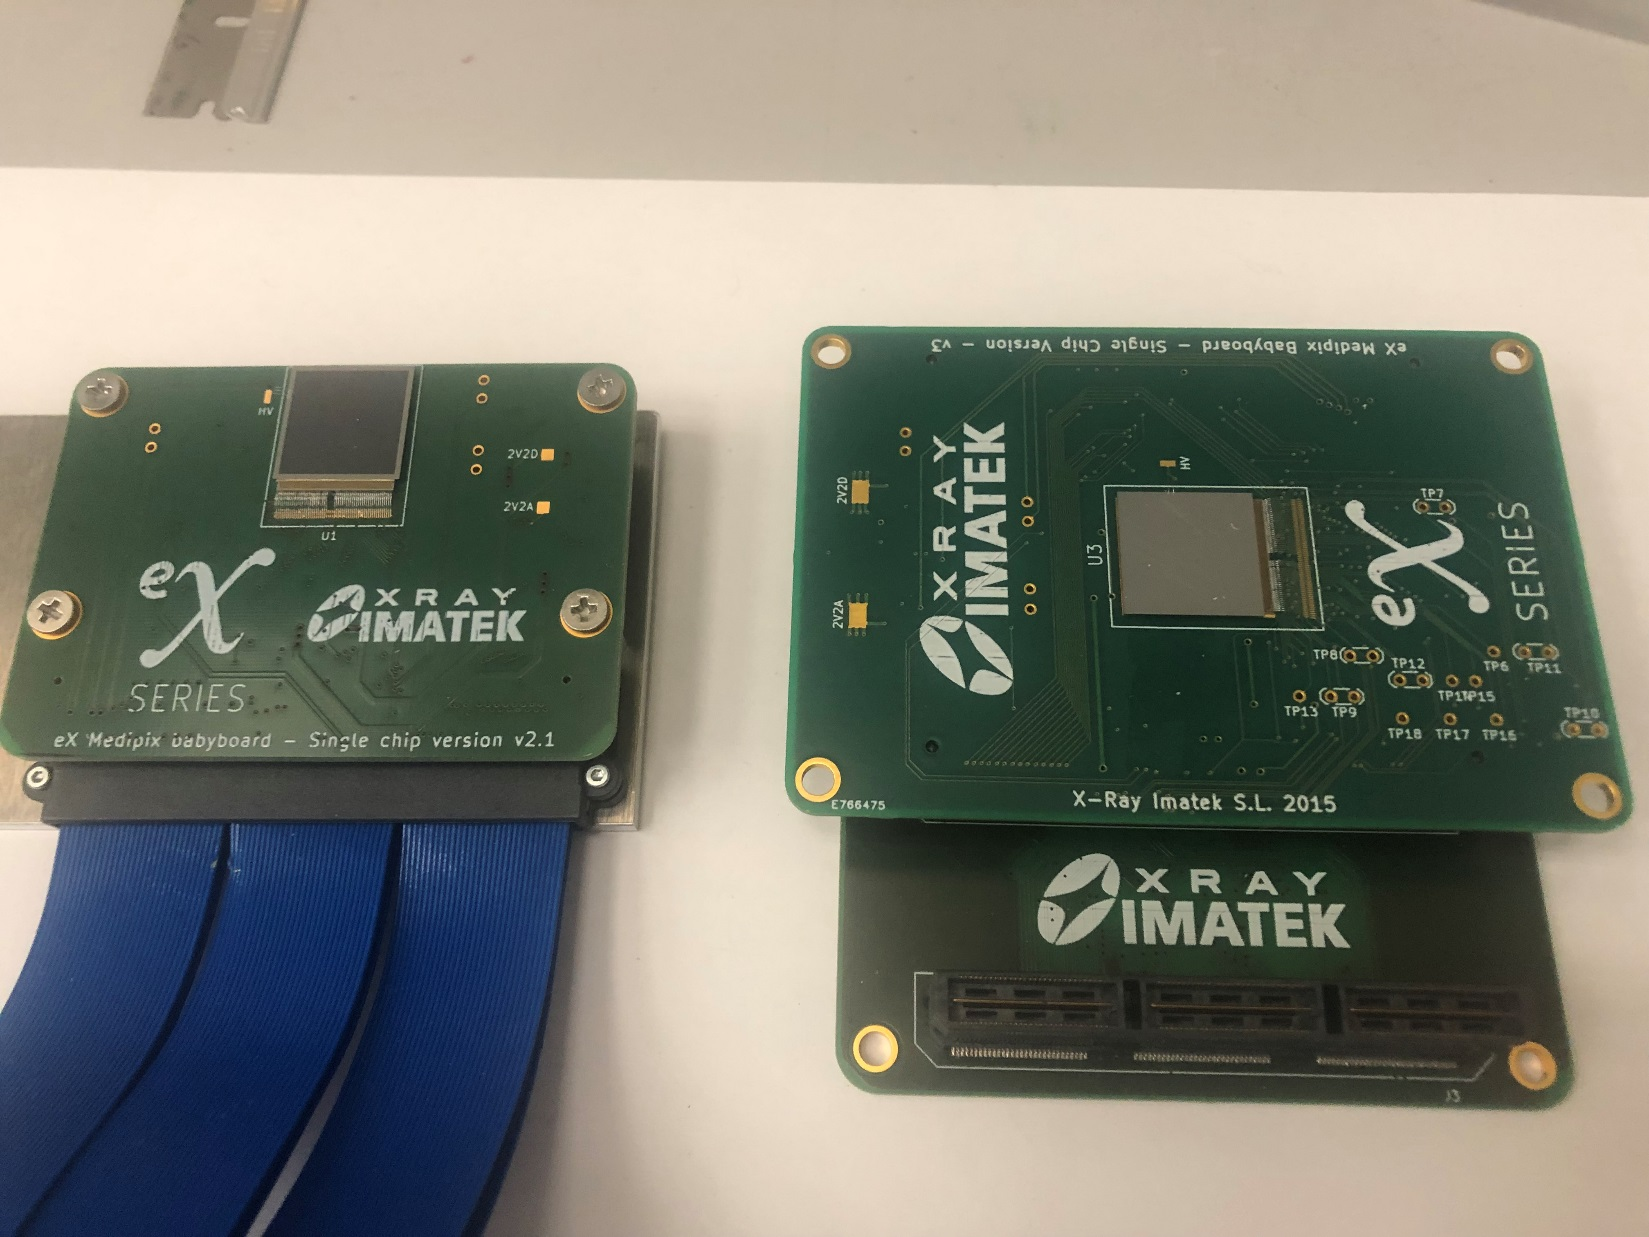 HV
2V2D
2V2A
U1
eX
XRAY
IMATEK
SERIES
eX Medipix babyboard – Single chip version v2.1
eX Medipix Babyboard – Single Chip Version – v3
XRAY
IMATEK
2V2D
2V2A
HV
U3
eX
SERIES
TP7
TP8
TP12
TP6
TP11
TP15
TP13
TP9
TP10
TP18
TP17
TP16
E766475
X-Ray Imatek S.L. 2015
XRAY
IMATEK
J3